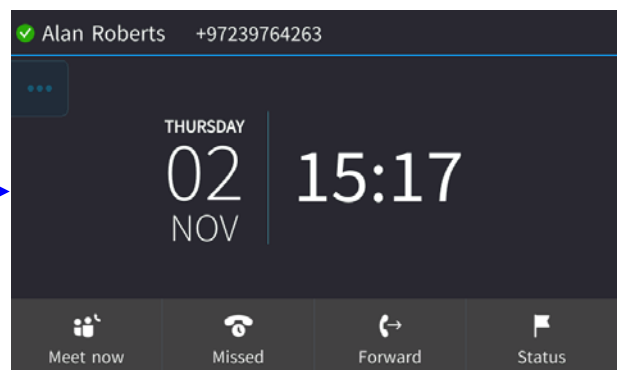 Alan Roberts +97239764263
THURSDAY
02
NOV
15:17
Meet now Missed Forward Status